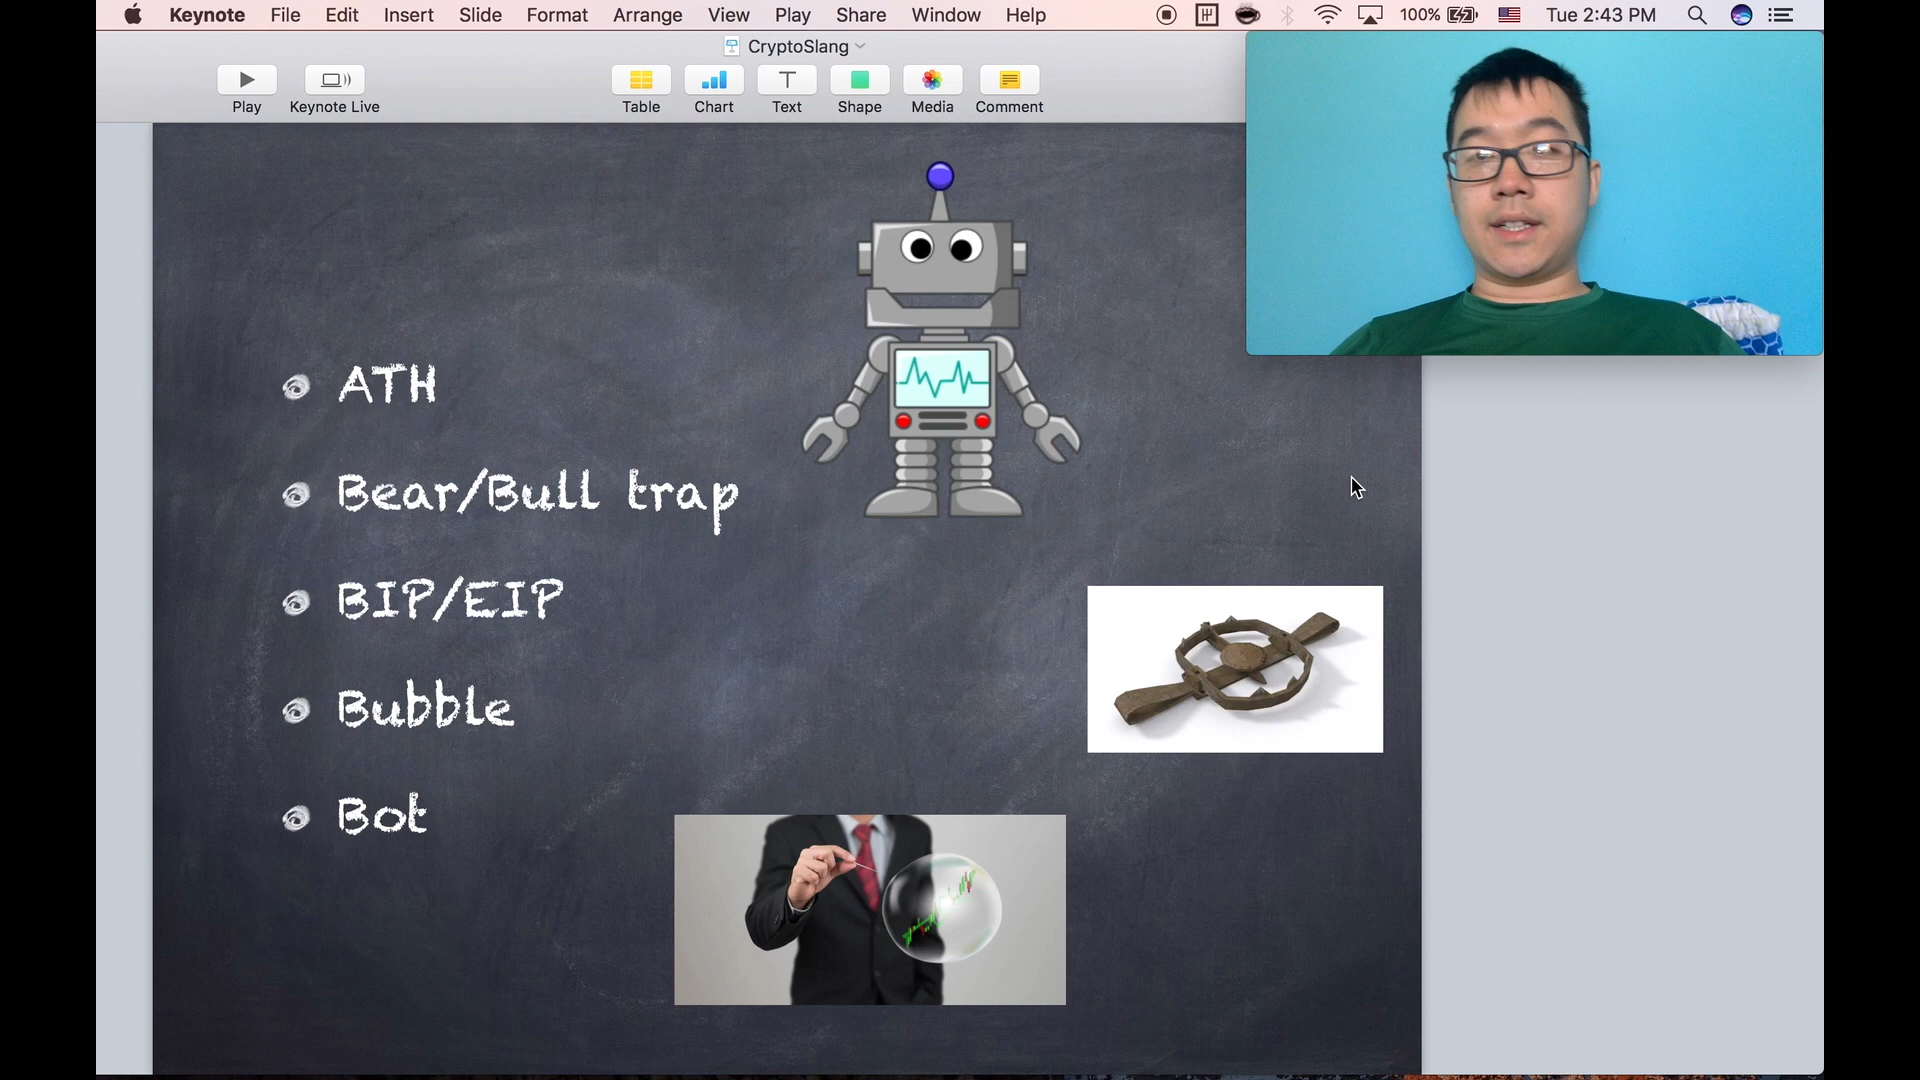 Keynote File Edit Insert Slide Format Arrange View Play Share Window Help 100% Tue 2:43 PM
CryptoSlang
Play Keynote Live Table Chart Text Shape Media Comment
ATH
Bear/Bull trap
BIP/EIP
Bubble
Bot